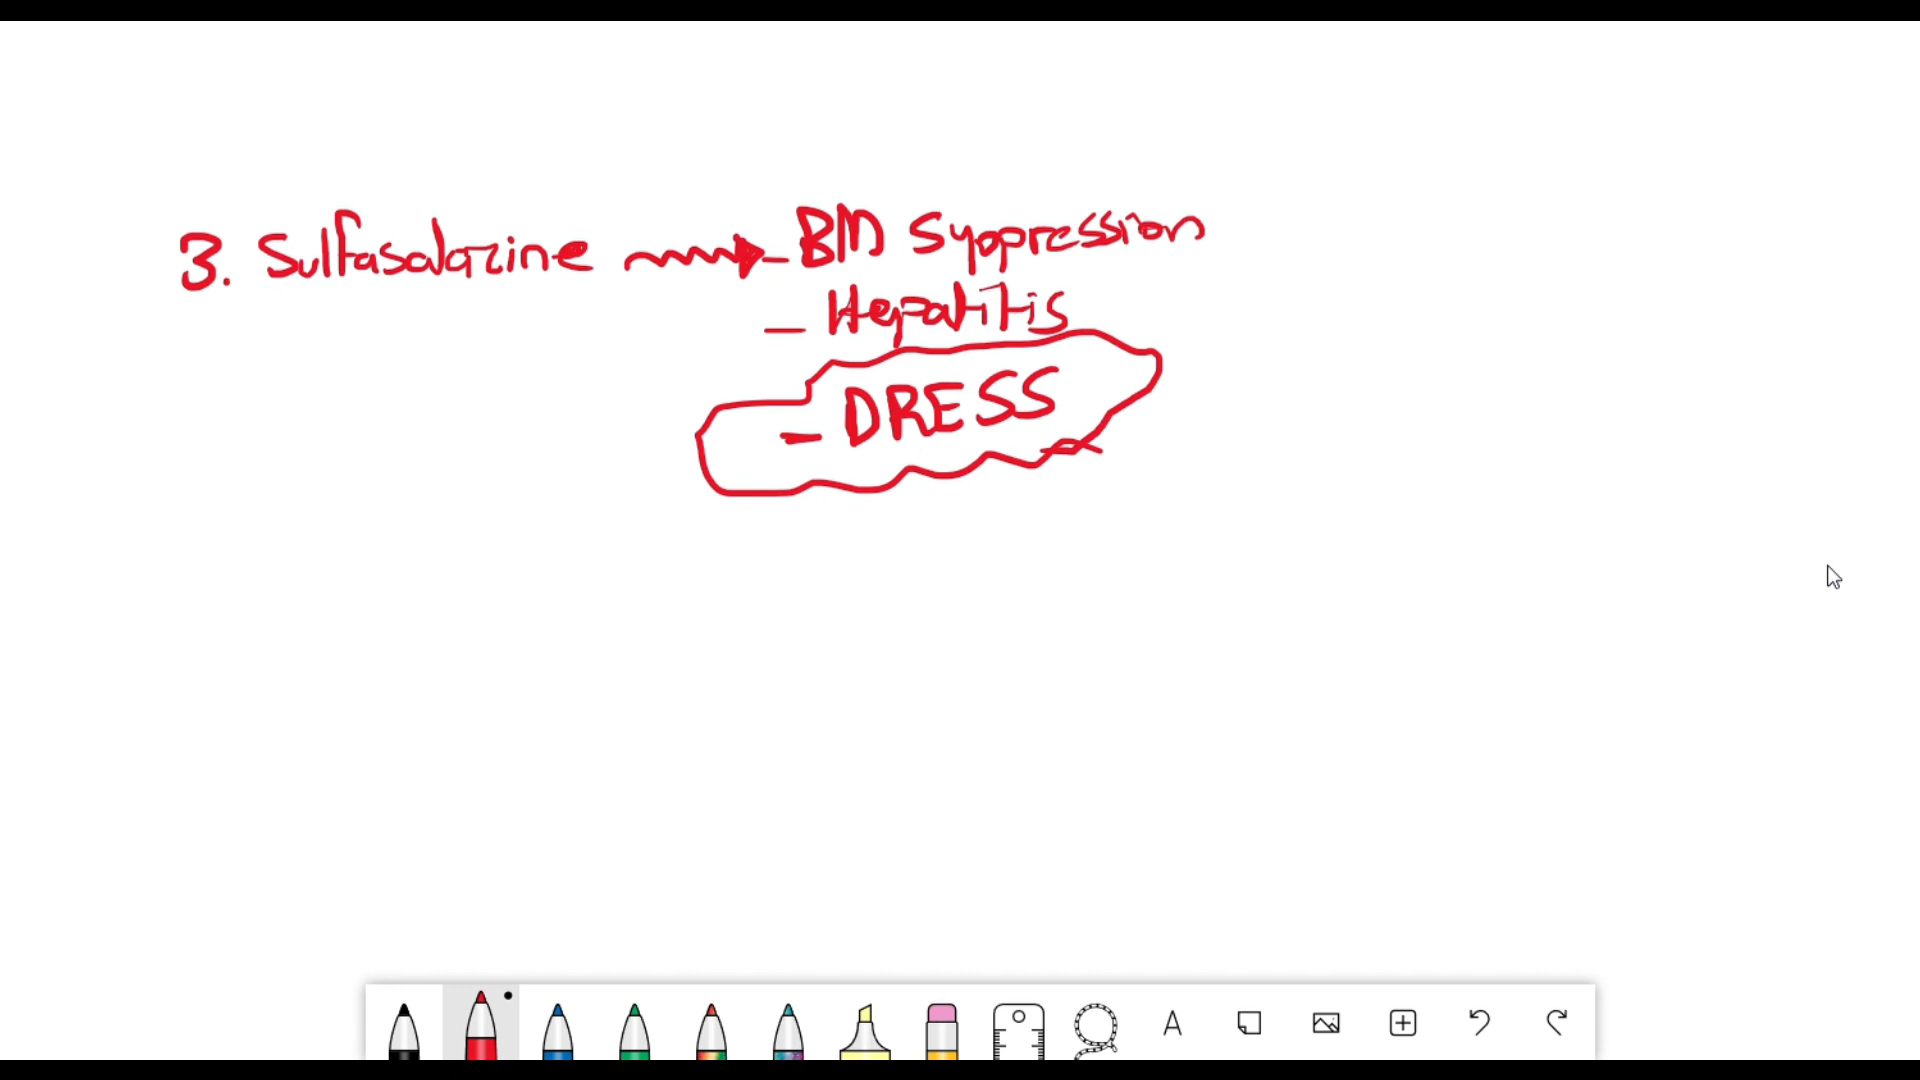 3. Sulfasalazine → - BM Suppression
- Hepatitis
- DRESS
A